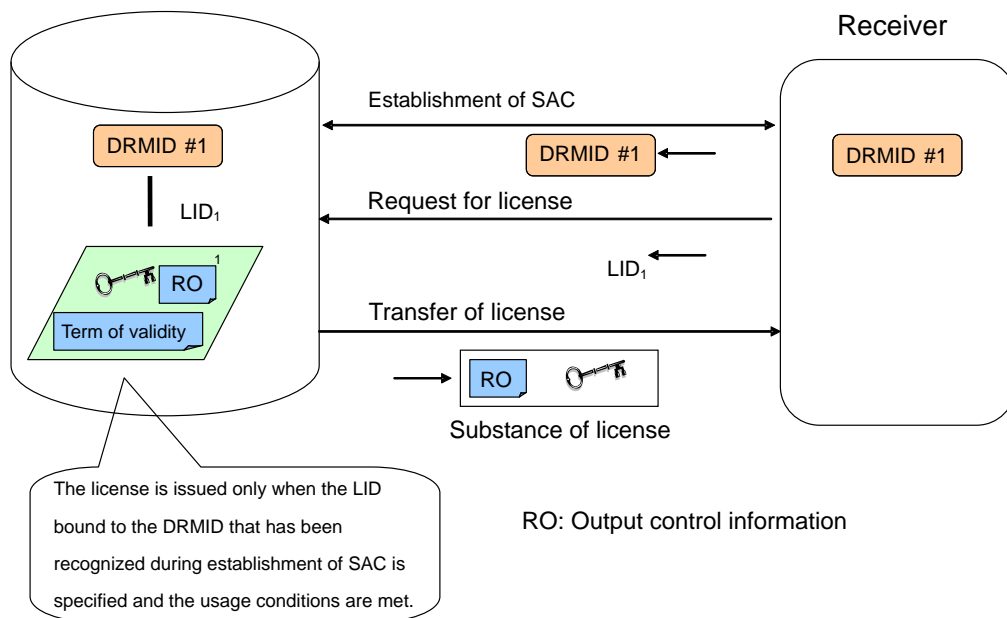 Receiver
Establishment of SAC
DRMID #1
DRMID #1
DRMID #1
Request for license
LID₁
LID₁
1
RO
Term of validity
Transfer of license
RO
Substance of license
The license is issued only when the LID
bound to the DRMID that has been
recognized during establishment of SAC is
specified and the usage conditions are met.
RO: Output control information